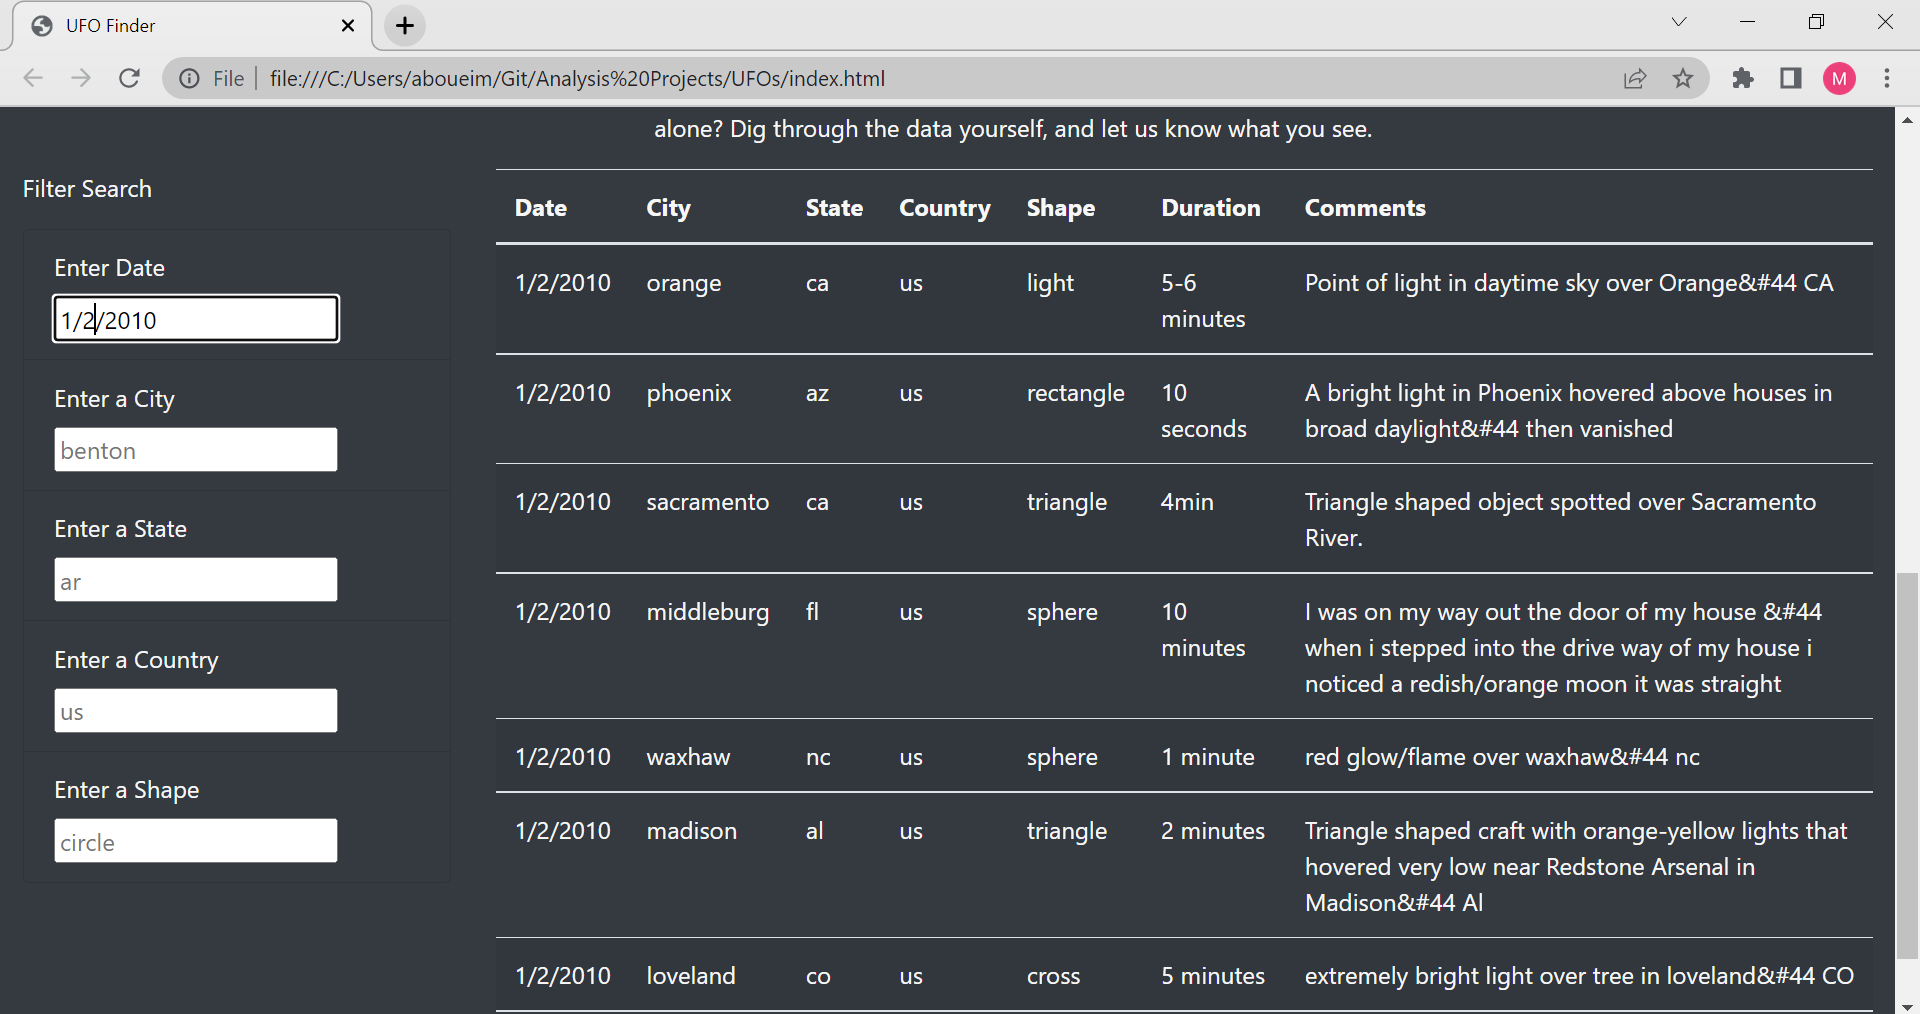 UFO Finder
File
file:///C:/Users/aboueim/Git/Analysis%20Projects/UFOs/index.html
M
alone? Dig through the data yourself, and let us know what you see.
Filter Search
Enter Date
1/2/2010
Enter a City
benton
Enter a State
ar
Enter a Country
us
Enter a Shape
circle
Date City State Country Shape Duration Comments
1/2/2010 orange ca us light 5-6 Point of light in daytime sky over Orange&#44 CA
minutes
1/2/2010 phoenix az us rectangle 10 A bright light in Phoenix hovered above houses in
seconds broad daylight&#44 then vanished
1/2/2010 sacramento ca us triangle 4min Triangle shaped object spotted over Sacramento
River.
1/2/2010 middleburg fl us sphere 10 I was on my way out the door of my house &#44
minutes when i stepped into the drive way of my house i
noticed a redish/orange moon it was straight
1/2/2010 waxhaw nc us sphere 1 minute red glow/flame over waxhaw&#44 nc
1/2/2010 madison al us triangle 2 minutes Triangle shaped craft with orange-yellow lights that
hovered very low near Redstone Arsenal in
Madison&#44 Al
1/2/2010 loveland co us cross 5 minutes extremely bright light over tree in loveland&#44 CO